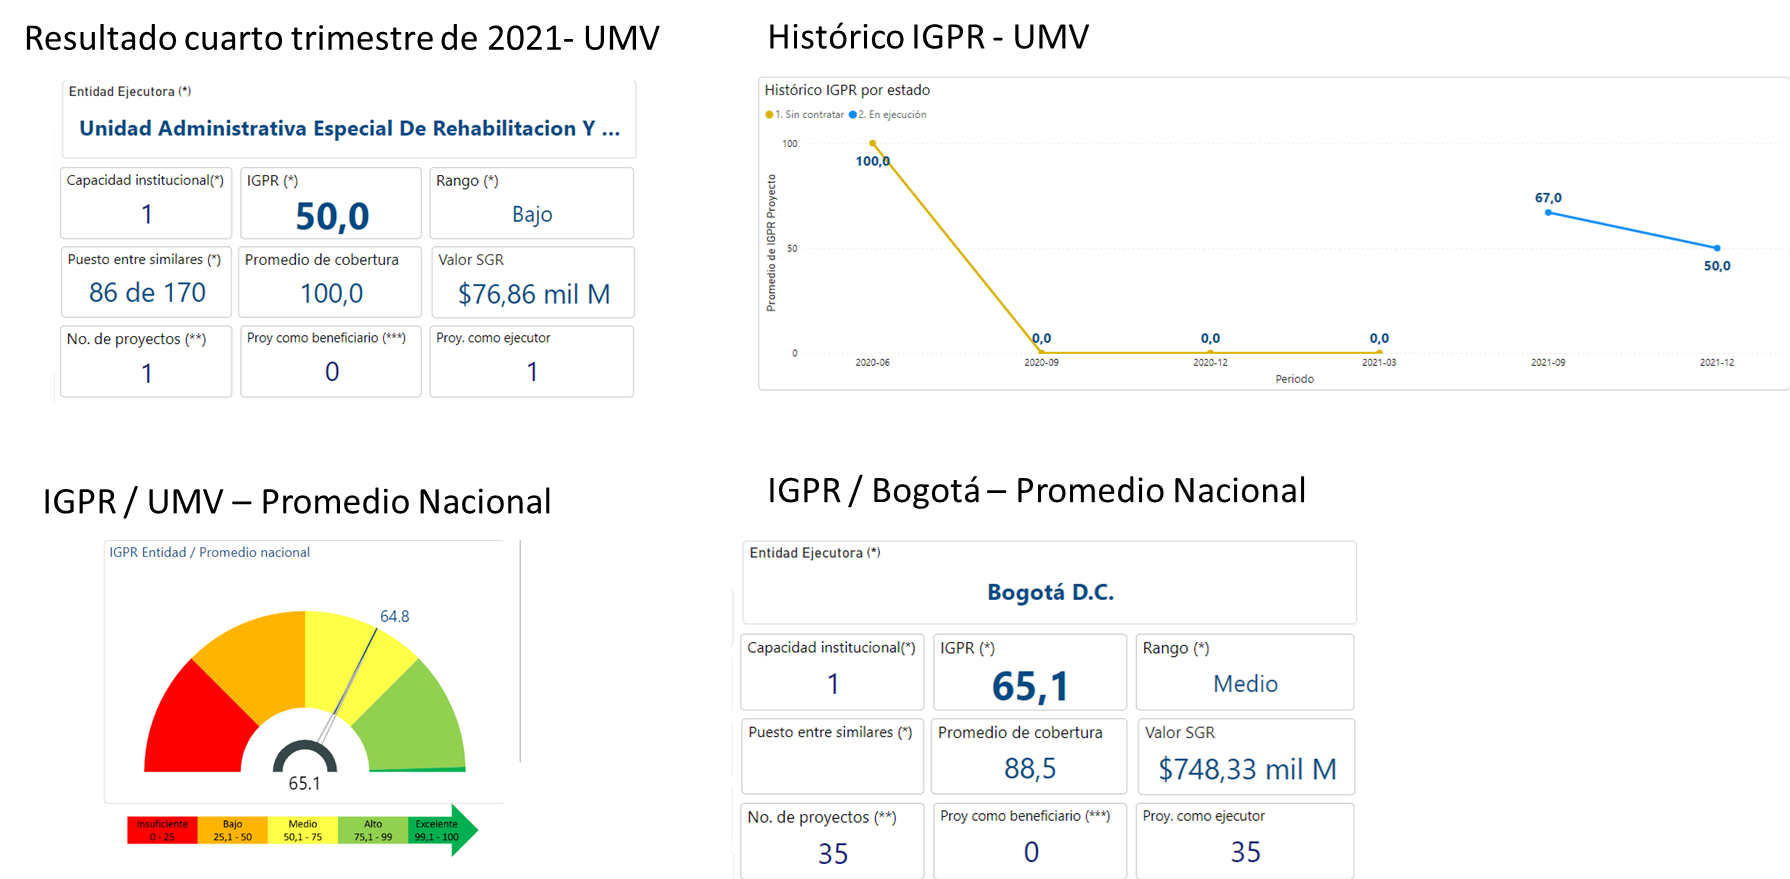 Resultado cuarto trimestre de 2021- UMV
Entidad Ejecutora (*)
Unidad Administrativa Especial De Rehabilitacion Y ...
Capacidad institucional(*)
1
IGPR (*)
50,0
Rango (*)
Bajo
Puesto entre similares (*)
86 de 170
Promedio de cobertura
100,0
Valor SGR
$76,86 mil M
No. de proyectos (**)
1
Proy como beneficiario (***)
0
Proy. como ejecutor
1
Histórico IGPR - UMV
Histórico IGPR por estado
1. Sin contratar 2. En ejecución
Promedio de IGPR Proyecto
100
50
0
100,0
0,0
0,0
0,0
67,0
50,0
2020-06
2020-09
2020-12
2021-03
2021-09
2021-12
Periodo
IGPR / UMV – Promedio Nacional
IGPR Entidad / Promedio nacional
64.8
65.1
Insuficiente
0 - 25
Bajo
25,1 - 50
Medio
50,1 - 75
Alto
75,1 - 99
Excelente
99,1 - 100
IGPR / Bogotá – Promedio Nacional
Entidad Ejecutora (*)
Bogotá D.C.
Capacidad institucional(*)
1
IGPR (*)
65,1
Rango (*)
Medio
Puesto entre similares (*)
Promedio de cobertura
88,5
Valor SGR
$748,33 mil M
No. de proyectos (**)
35
Proy como beneficiario (***)
0
Proy. como ejecutor
35